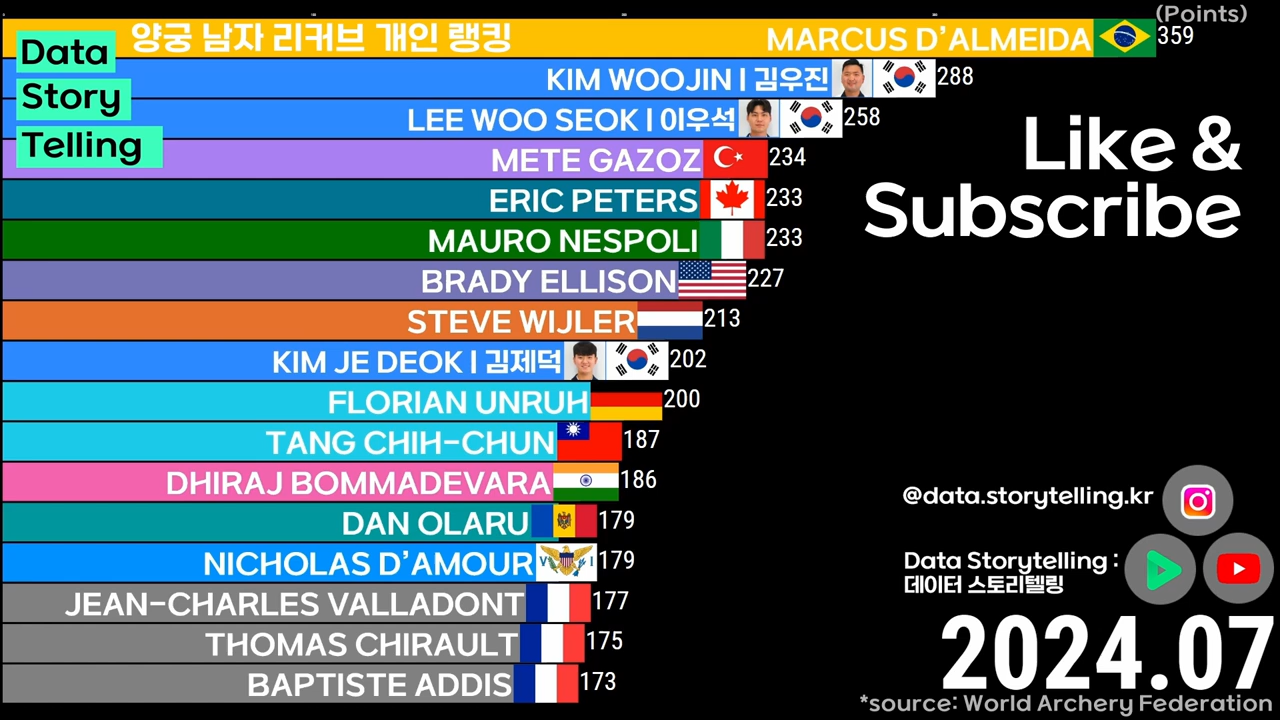 (Points)
양궁 남자 리커브 개인 랭킹
Data
Story
Telling
MARCUS D'ALMEIDA 359
KIM WOOJIN | 김우진 288
LEE WOO SEOK | 이우석 258
METE GAZOZ 234
ERIC PETERS 233
MAURO NESPOLI 233
BRADY ELLISON 227
STEVE WIJLER 213
KIM JE DEOK | 김제덕 202
FLORIAN UNRUH 200
TANG CHIH-CHUN 187
DHIRAJ BOMMADEVARA 186
DAN OLARU 179
NICHOLAS D'AMOUR V I 179
JEAN-CHARLES VALLADONT 177
THOMAS CHIRAULT 175
BAPTISTE ADDIS 173
Like &
Subscribe
@data.storytelling.kr
Data Storytelling :
데이터 스토리텔링
2024.07
*source: World Archery Federation